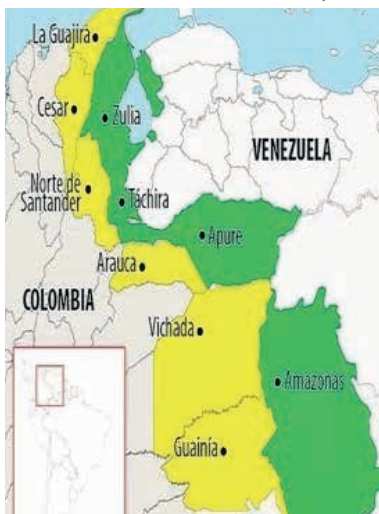 La Guajira
Cesar
Zulia
VENEZUELA
Norte de
Santander
Táchira
Apure
Arauca
COLOMBIA
Vichada
Amazonas
Guainía